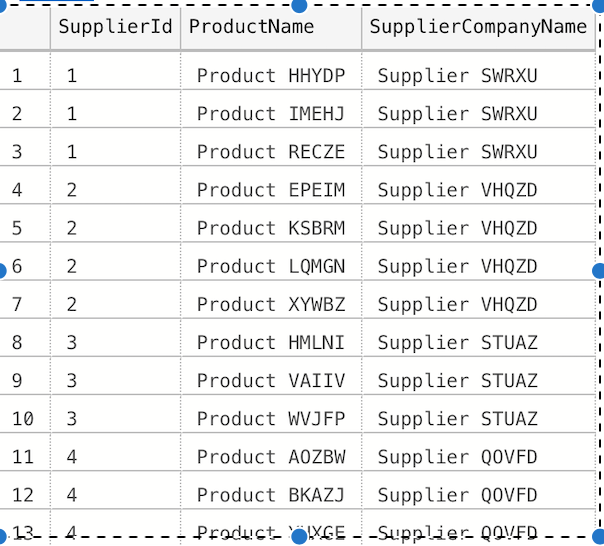 SupplierId ProductName SupplierCompanyName
1 1 Product HHYDP Supplier SWRXU
2 1 Product IMEHJ Supplier SWRXU
3 1 Product RECZE Supplier SWRXU
4 2 Product EPEIM Supplier VHQZD
5 2 Product KSBRM Supplier VHQZD
6 2 Product LQMGN Supplier VHQZD
7 2 Product XYWBZ Supplier VHQZD
8 3 Product HMLNI Supplier STUAZ
9 3 Product VAIIV Supplier STUAZ
10 3 Product WVJFP Supplier STUAZ
11 4 Product AOZBW Supplier QOVFD
12 4 Product BKAZJ Supplier QOVFD
13 4 Product Supplier QOVFD